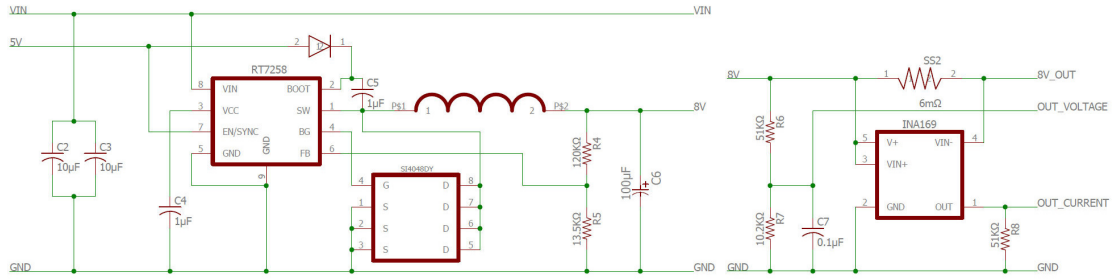 VIN
VIN
5V
2
1
RT7258
C5
1µF
8
VIN
BOOT
2
3
VCC
SW
1
P$1
1
2
P$2
8V
7
EN/SYNC
BG
4
5
GND
GND
FB
6
9
C2
10µF
C3
10µF
C4
1µF
SI4048DY
4
G
D
8
1
S
D
7
2
S
D
6
3
S
D
5
R4
120KΩ
R5
13.5KΩ
100µF
C6
GND
GND
8V
SS2
1
2
6mΩ
8V_OUT
OUT_VOLTAGE
INA169
5
V+
VIN-
4
3
VIN+
2
GND
OUT
1
OUT_CURRENT
R6
51KΩ
R7
10.2KΩ
C7
0.1µF
R8
51KΩ
GND
GND